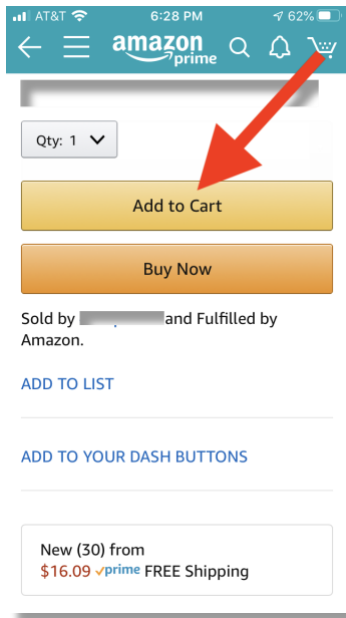 AT&T 6:28 PM 62%
amazon
prime
Qty: 1
Add to Cart
Buy Now
Sold by and Fulfilled by
Amazon.
ADD TO LIST
ADD TO YOUR DASH BUTTONS
New (30) from
$16.09 prime FREE Shipping